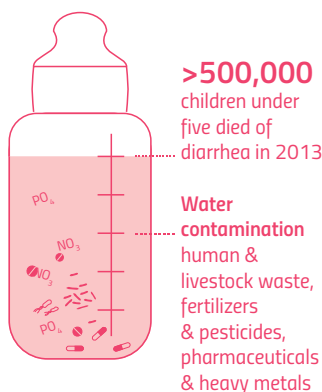 >500,000
children under
five died of
diarrhea in 2013
Water
contamination
human &
livestock waste,
fertilizers
& pesticides,
pharmaceuticals
& heavy metals
PO₄
NO₃
NO₃
PO₄